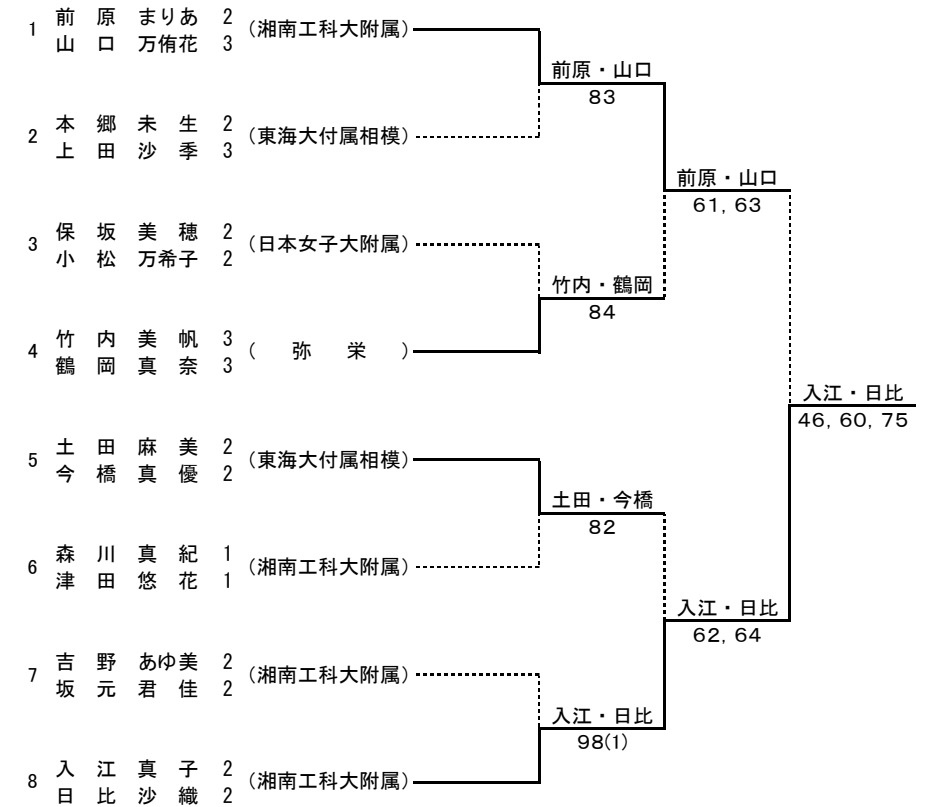 前 原 まりあ 2
1 (湘南工科大附属)
山 口 万侑花 3
前原・山口
83
本 郷 未 生 2
2 (東海大付属相模)
上 田 沙 季 3
前原・山口
61, 63
保 坂 美 穂 2
3 (日本女子大附属)
小 松 万希子 2
竹内・鶴岡
84
竹 内 美 帆 3
4 ( 弥 栄 )
鶴 岡 真 奈 3
入江・日比
46, 60, 75
土 田 麻 美 2
5 (東海大付属相模)
今 橋 真 優 2
土田・今橋
82
森 川 真 紀 1
6 (湘南工科大附属)
津 田 悠 花 1
入江・日比
62, 64
吉 野 あゆ美 2
7 (湘南工科大附属)
坂 元 君 佳 2
入江・日比
98(1)
入 江 真 子 2
8 (湘南工科大附属)
日 比 沙 織 2